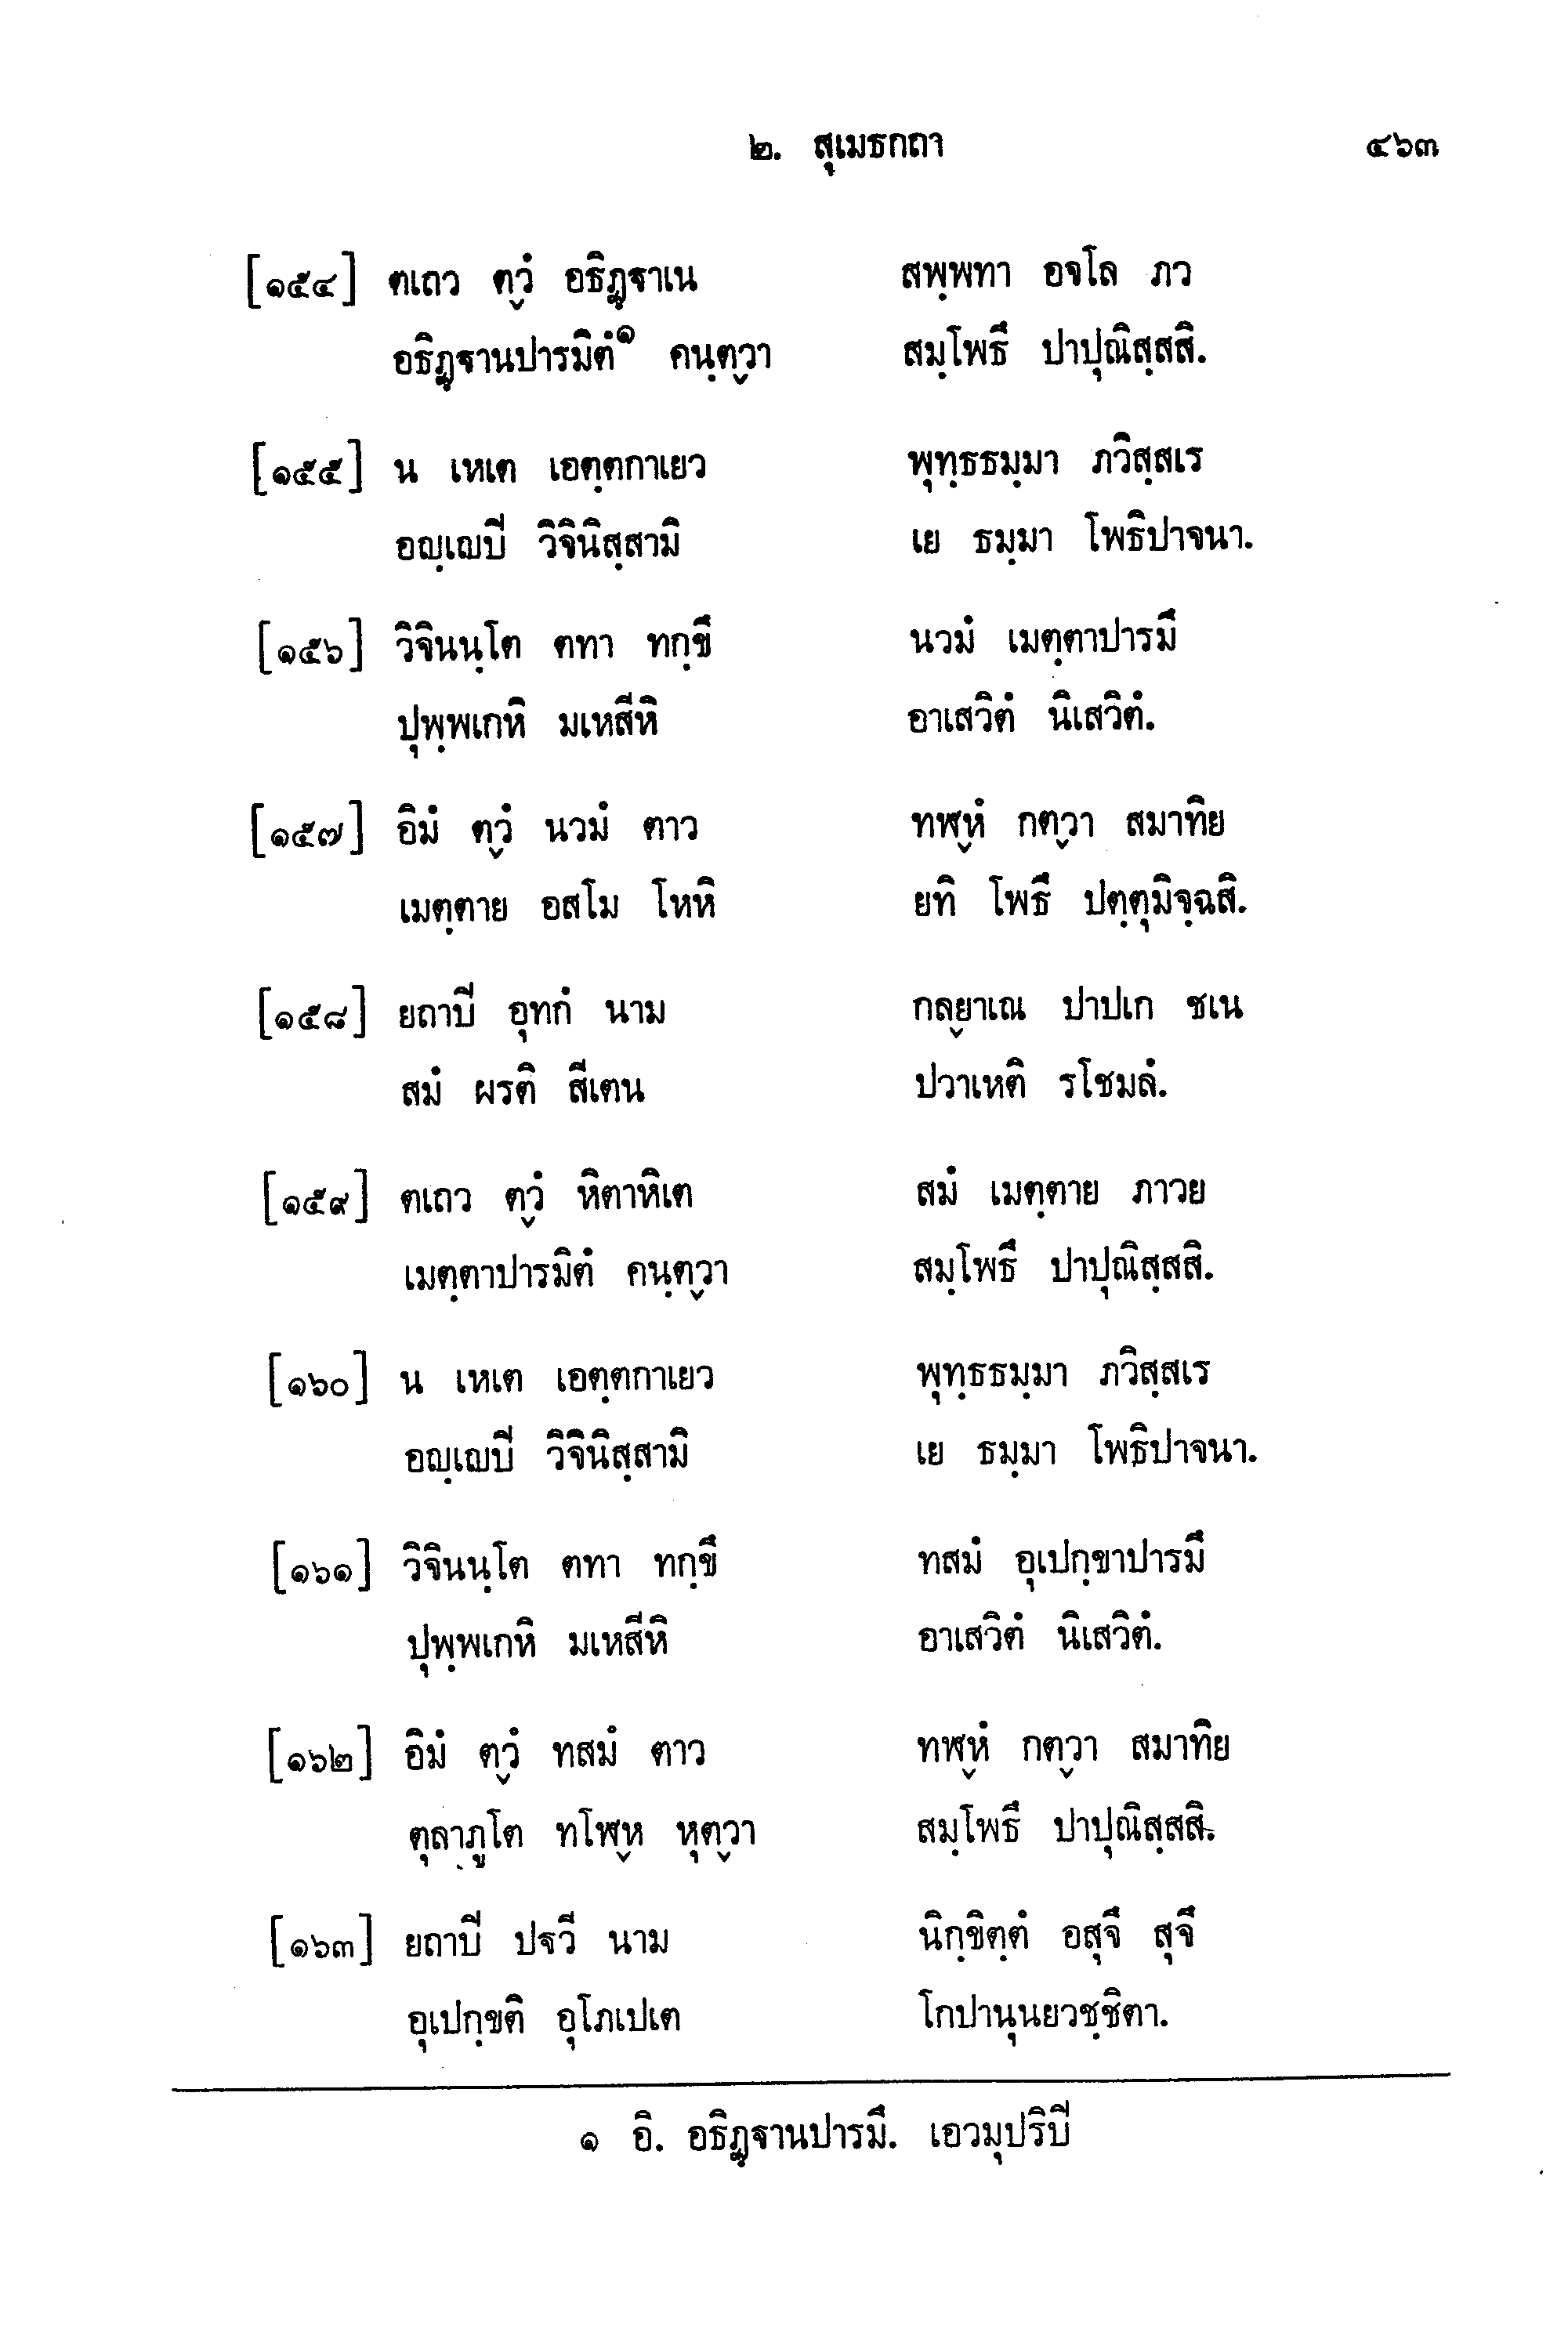 ๒. สุเมธกถา ๔๖๓
[๑๕๔] ตเถว ตฺวํ อธิฏฺฐาเน สพฺพทา อจโล ภว
อธิฏฺฐานปารมิตํ๑ คนฺตฺวา สมฺโพธึ ปาปุณิสฺสสิ.
[๑๕๕] น เหเต เอตฺตกาเยว พุทฺธธมฺมา ภวิสฺสเร
อญฺเญปี วิจินิสฺสามิ เย ธมฺมา โพธิปาจนา.
[๑๕๖] วิจินนฺโต ตทา ทกฺขึ นวมํ เมตฺตาปารมึ
ปุพฺพเกหิ มเหสีหิ อาเสวิตํ นิเสวิตํ.
[๑๕๗] อิมํ ตฺวํ นวมํ ตาว ทฬฺหํ กตฺวา สมาทิย
เมตฺตาย อสโม โหหิ ยทิ โพธึ ปตฺตุมิจฺฉสิ.
[๑๕๘] ยถาปี อุทกํ นาม กลฺยาเณ ปาปเก ชเน
สมํ ผรติ สีเตน ปวาเหติ รโชมลํ.
[๑๕๙] ตเถว ตฺวํ หิตาหิเต สมํ เมตฺตาย ภาวย
เมตฺตาปารมิตํ คนฺตฺวา สมฺโพธึ ปาปุณิสฺสสิ.
[๑๖๐] น เหเต เอตฺตกาเยว พุทฺธธมฺมา ภวิสฺสเร
อญฺเญปี วิจินิสฺสามิ เย ธมฺมา โพธิปาจนา.
[๑๖๑] วิจินนฺโต ตทา ทกฺขึ ทสมํ อุเปกฺขาปารมึ
ปุพฺพเกหิ มเหสีหิ อาเสวิตํ นิเสวิตํ.
[๑๖๒] อิมํ ตฺวํ ทสมํ ตาว ทฬฺหํ กตฺวา สมาทิย
ตุลาภูโต ทโฬฺห หุตฺวา สมฺโพธึ ปาปุณิสฺสสิ.
[๑๖๓] ยถาปี ปฐวี นาม นิกฺขิตฺตํ อสุจึ สุจึ
อุเปกฺขติ อุโภเปเต โกปานุนยวชฺชิตา.
๑ อิ. อธิฏฺฐานปารมึ. เอวมุปริปี